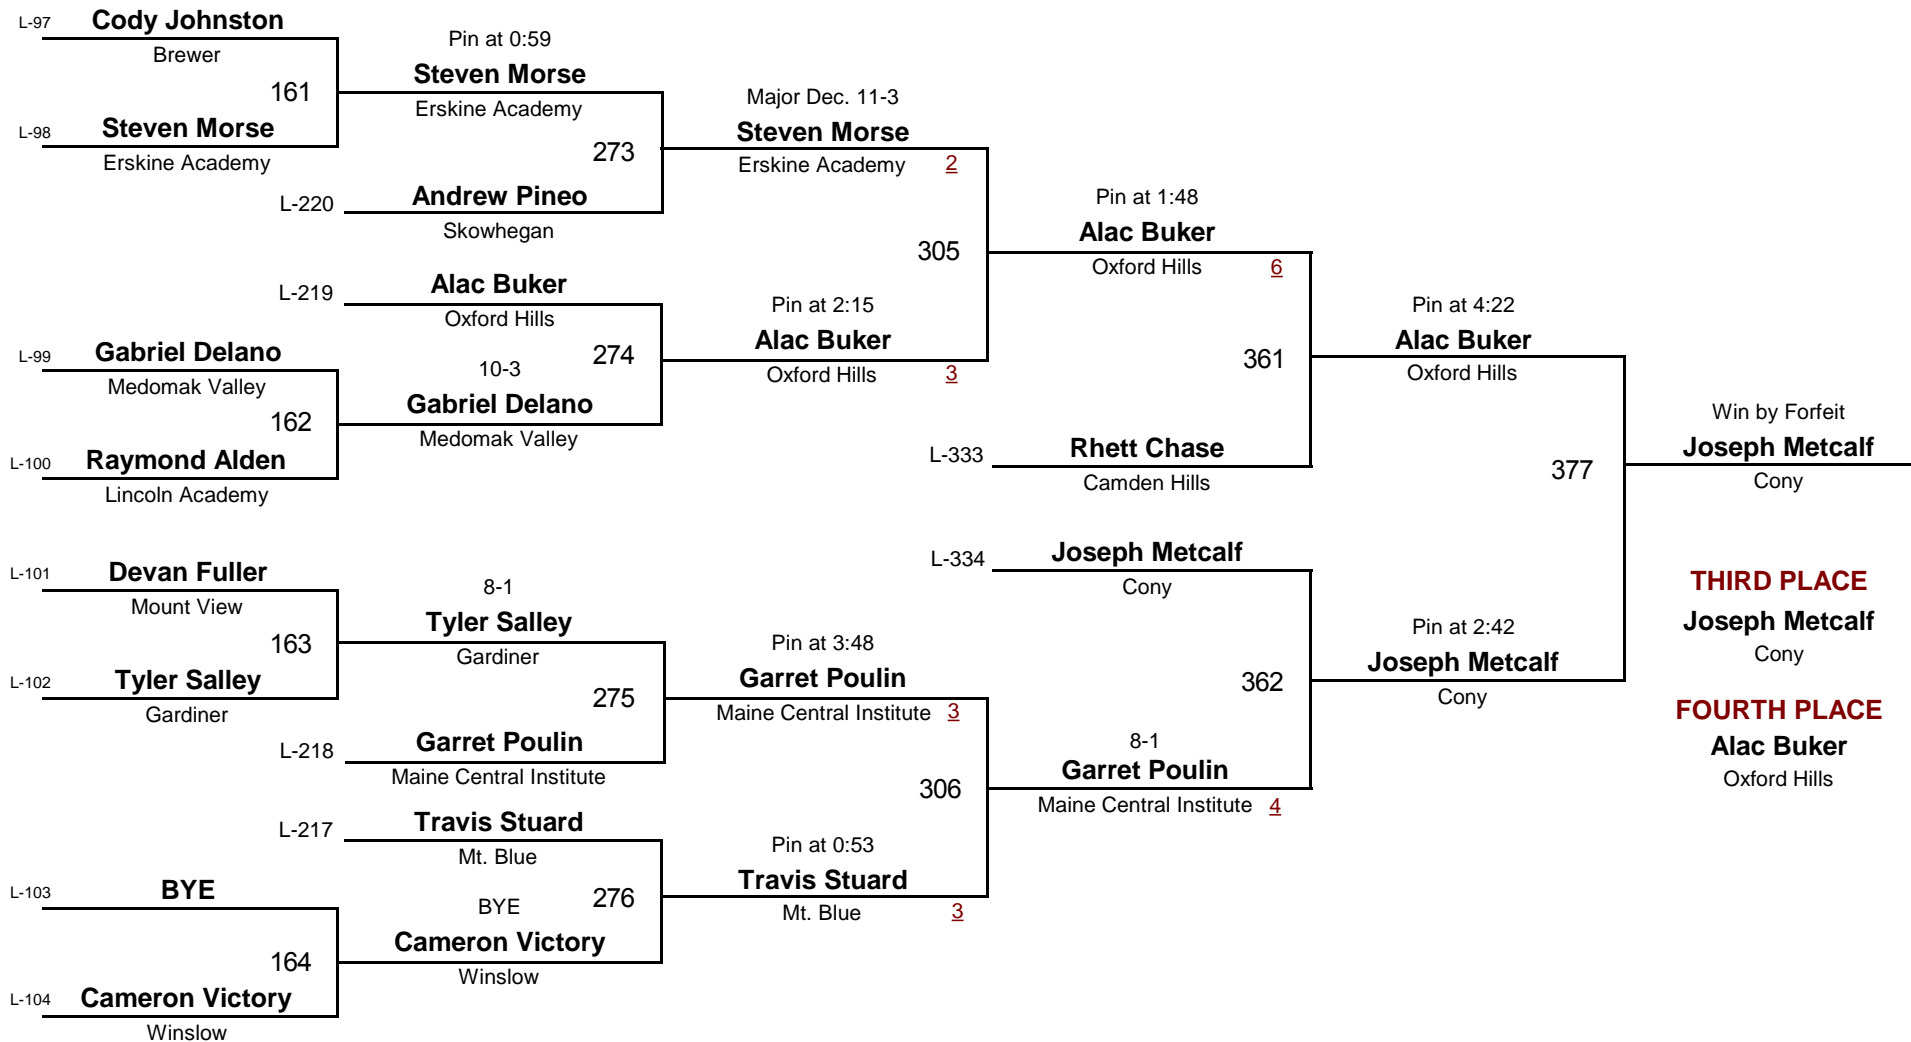 L-97
Cody Johnston
Brewer
161
L-98
Steven Morse
Erskine Academy
Pin at 0:59
Steven Morse
Erskine Academy
273
L-220
Andrew Pineo
Skowhegan
Major Dec. 11-3
Steven Morse
Erskine Academy 2
305
L-219
Alac Buker
Oxford Hills
274
L-99
Gabriel Delano
Medomak Valley
162
L-100
Raymond Alden
Lincoln Academy
10-3
Gabriel Delano
Medomak Valley
Pin at 2:15
Alac Buker
Oxford Hills 3
Pin at 1:48
Alac Buker
Oxford Hills 6
361
L-333
Rhett Chase
Camden Hills
Pin at 4:22
Alac Buker
Oxford Hills
377
Win by Forfeit
Joseph Metcalf
Cony
L-101
Devan Fuller
Mount View
163
L-102
Tyler Salley
Gardiner
8-1
Tyler Salley
Gardiner
275
L-218
Garret Poulin
Maine Central Institute
Pin at 3:48
Garret Poulin
Maine Central Institute 3
306
L-217
Travis Stuard
Mt. Blue
276
L-103
BYE
164
L-104
Cameron Victory
Winslow
BYE
Cameron Victory
Winslow
Pin at 0:53
Travis Stuard
Mt. Blue 3
L-334
Joseph Metcalf
Cony
362
8-1
Garret Poulin
Maine Central Institute 4
Pin at 2:42
Joseph Metcalf
Cony
THIRD PLACE
Joseph Metcalf
Cony
FOURTH PLACE
Alac Buker
Oxford Hills